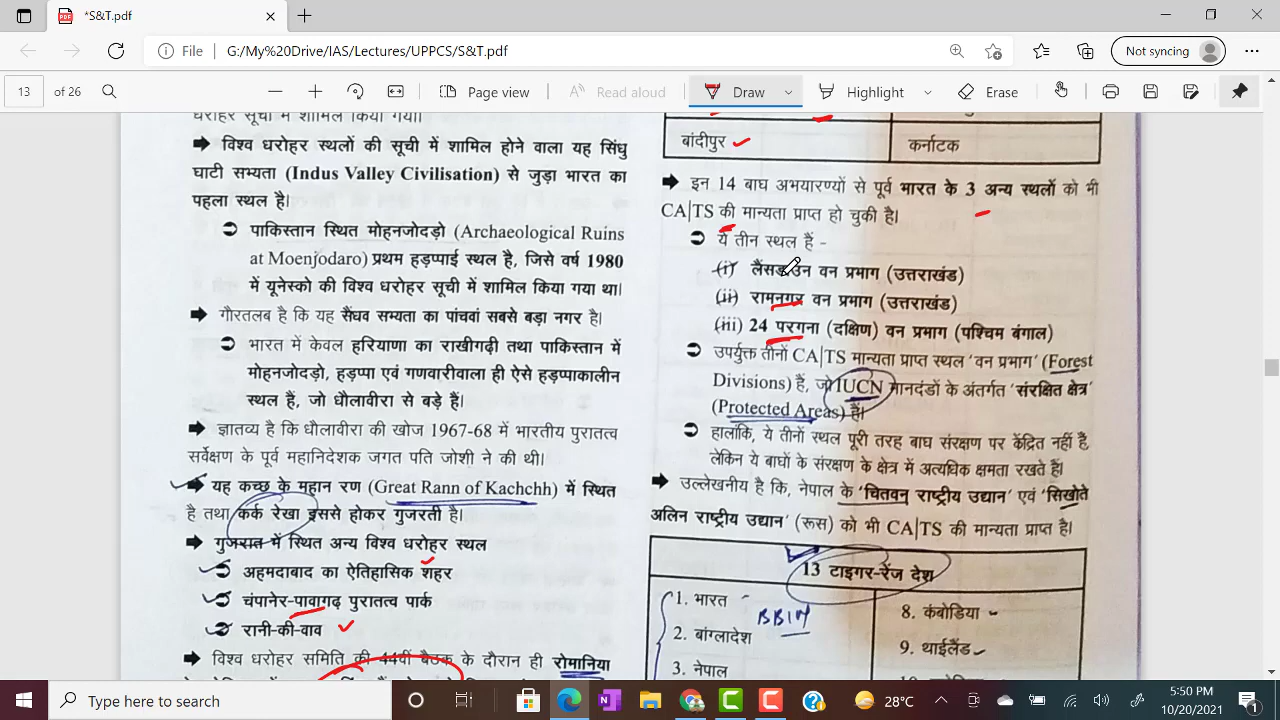 *S&T.pdf
File
G:/My%20Drive/IAS/Lectures/UPPCS/S&T.pdf
Not syncing
13 of 26
Page view
Read aloud
Draw
Highlight
Erase
धरोहर सूची में शामिल किया गया।
➡ विश्व धरोहर स्थलों की सूची में शामिल होने वाला यह सिंधु
घाटी सभ्यता (Indus Valley Civilisation) से जुड़ा भारत का
पहला स्थल है।
➲ पाकिस्तान स्थित मोहनजोदड़ो (Archaeological Ruins
at Moenjodaro) प्रथम हड़प्पाई स्थल है, जिसे वर्ष 1980
में यूनेस्को की विश्व धरोहर सूची में शामिल किया गया था।
➡ गौरतलब है कि यह सैंधव सभ्यता का पांचवां सबसे बड़ा नगर है।
➲ भारत में केवल हरियाणा का राखीगढ़ी तथा पाकिस्तान में
मोहनजोदड़ो, हड़प्पा एवं गणवारीवाला ही ऐसे हड़प्पाकालीन
स्थल हैं, जो धौलावीरा से बड़े हैं।
➡ ज्ञातव्य है कि धौलावीरा की खोज 1967-68 में भारतीय पुरातत्व
सर्वेक्षण के पूर्व महानिदेशक जगत पति जोशी ने की थी।
➡ यह कच्छ के महान रण (Great Rann of Kachchh) में स्थित
है तथा कर्क रेखा इससे होकर गुजरती है।
➡ गुजरात में स्थित अन्य विश्व धरोहर स्थल
➲ अहमदाबाद का ऐतिहासिक शहर
➲ चंपानेर-पावागढ़ पुरातत्व पार्क
➲ रानी-की-वाव
➡ विश्व धरोहर समिति की 44वीं बैठक के दौरान ही रोमानिया
बांदीपुर
कर्नाटक
➡ इन 14 बाघ अभयारण्यों से पूर्व भारत के 3 अन्य स्थलों को भी
CA|TS की मान्यता प्राप्त हो चुकी है।
➲ ये तीन स्थल हैं -
(i) लैंसडाउन वन प्रभाग (उत्तराखंड)
(ii) रामनगर वन प्रभाग (उत्तराखंड)
(iii) 24 परगना (दक्षिण) वन प्रभाग (पश्चिम बंगाल)
➲ उपर्युक्त तीनों CA|TS मान्यता प्राप्त स्थल 'वन प्रभाग' (Forest
Divisions) हैं, जो IUCN मानदंडों के अंतर्गत 'संरक्षित क्षेत्र'
(Protected Areas) हैं।
➲ हालांकि, ये तीनों स्थल पूरी तरह बाघ संरक्षण पर केंद्रित नहीं है,
लेकिन ये बाघों के संरक्षण के क्षेत्र में अत्यधिक क्षमता रखते हैं।
➡ उल्लेखनीय है कि, नेपाल के 'चितवन् राष्ट्रीय उद्यान' एवं 'सिखोते
अलिन राष्ट्रीय उद्यान' (रूस) को भी CA|TS की मान्यता प्राप्त है।
13 टाइगर-रेंज देश
1. भारत
BBIN
2. बांग्लादेश
3. नेपाल
8. कंबोडिया
9. थाईलैंड
Type here to search
28°C
5:50 PM
10/20/2021